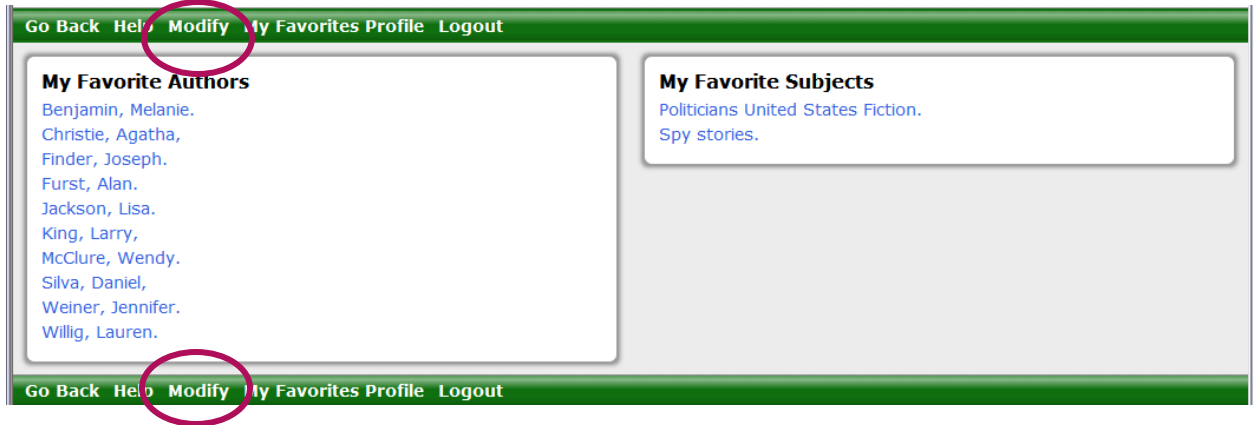 Go Back Help Modify My Favorites Profile Logout
My Favorite Authors
Benjamin, Melanie.
Christie, Agatha,
Finder, Joseph.
Furst, Alan.
Jackson, Lisa.
King, Larry,
McClure, Wendy.
Silva, Daniel,
Weiner, Jennifer.
Willig, Lauren.
My Favorite Subjects
Politicians United States Fiction.
Spy stories.
Go Back Help Modify My Favorites Profile Logout